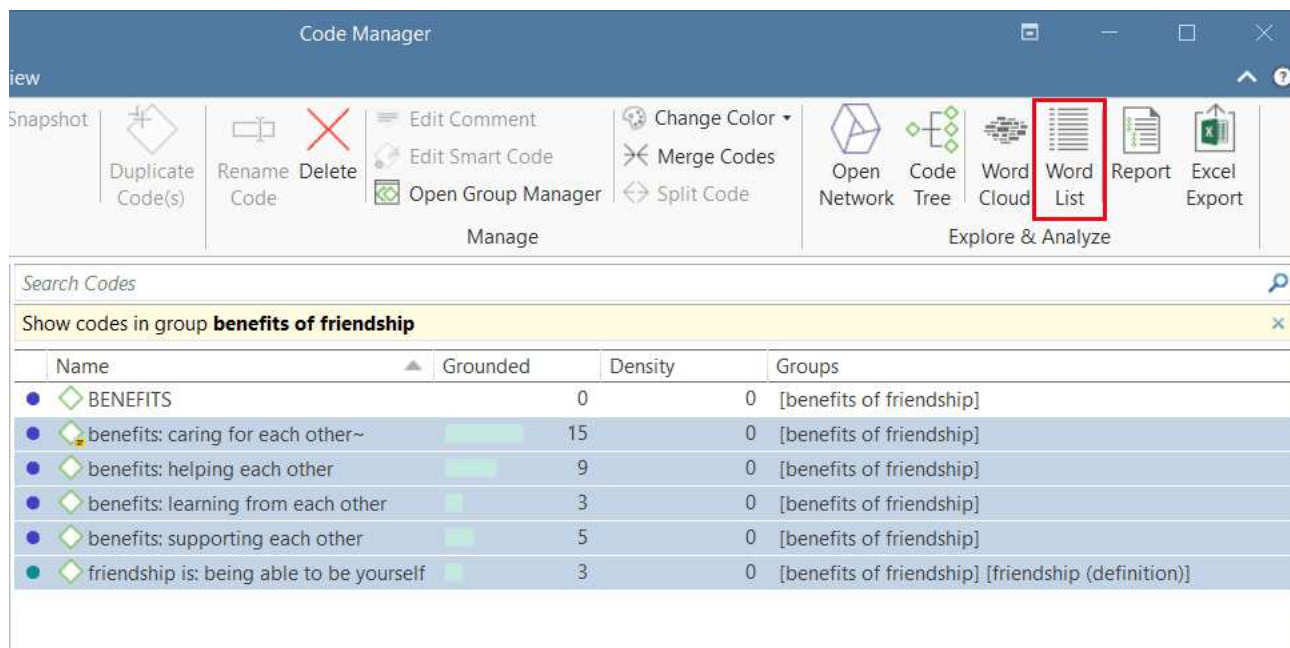 Code Manager
iew
Snapshot
Duplicate
Code(s)
Rename
Code
Delete
Edit Comment
Edit Smart Code
Open Group Manager
Change Color
Merge Codes
Split Code
Open
Network
Code
Tree
Word
Cloud
Word
List
Report
Excel
Export
Manage
Explore & Analyze
Search Codes
Show codes in group benefits of friendship
Name Grounded Density Groups
BENEFITS 0 0 [benefits of friendship]
benefits: caring for each other~ 15 0 [benefits of friendship]
benefits: helping each other 9 0 [benefits of friendship]
benefits: learning from each other 3 0 [benefits of friendship]
benefits: supporting each other 5 0 [benefits of friendship]
friendship is: being able to be yourself 3 0 [benefits of friendship] [friendship (definition)]